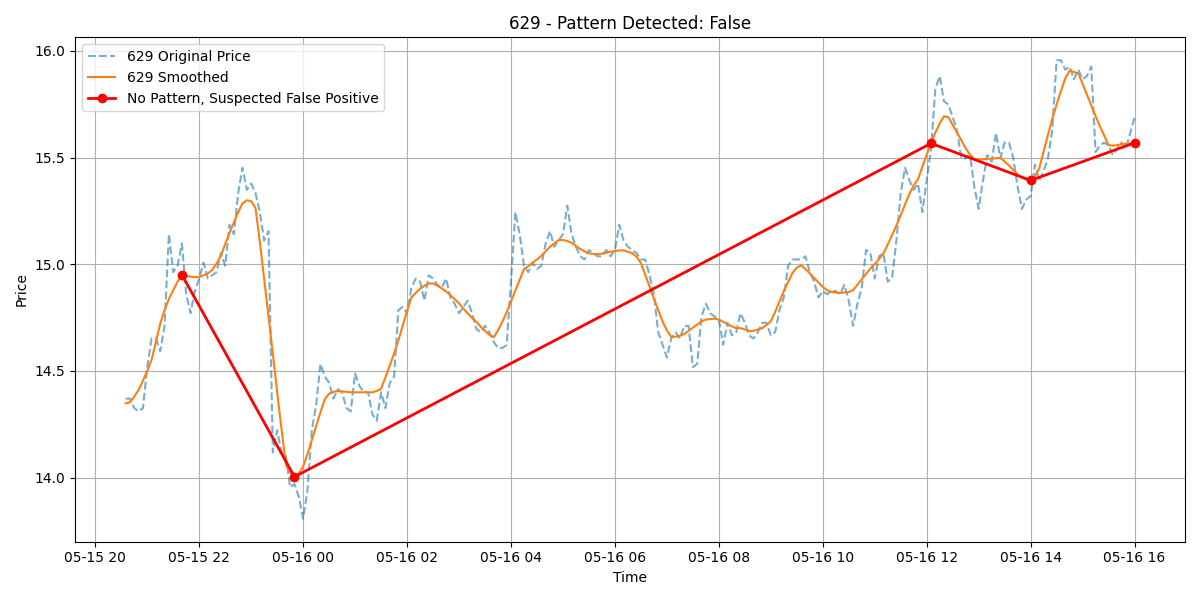 629 - Pattern Detected: False
629 Original Price
629 Smoothed
No Pattern, Suspected False Positive
Price
16.0
15.5
15.0
14.5
14.0
05-15 20 05-15 22 05-16 00 05-16 02 05-16 04 05-16 06 05-16 08 05-16 10 05-16 12 05-16 14 05-16 16
Time